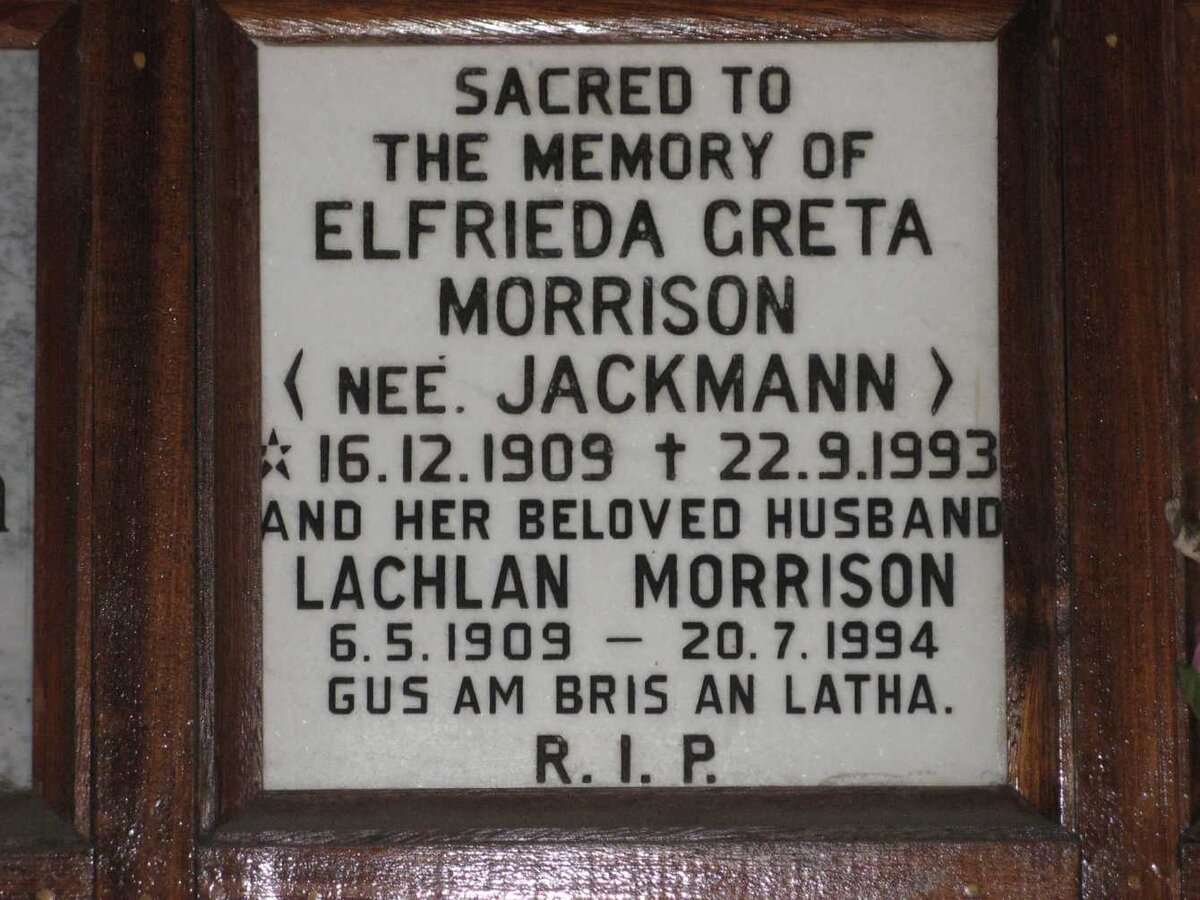 SACRED TO
THE MEMORY OF
ELFRIEDA GRETA
MORRISON
( NEÉ. JACKMANN )
☆ 16.12.1909 † 22.9.1993
AND HER BELOVED HUSBAND
LACHLAN MORRISON
6.5.1909 – 20.7.1994
GUS AM BRIS AN LATHA.
R.I.P.